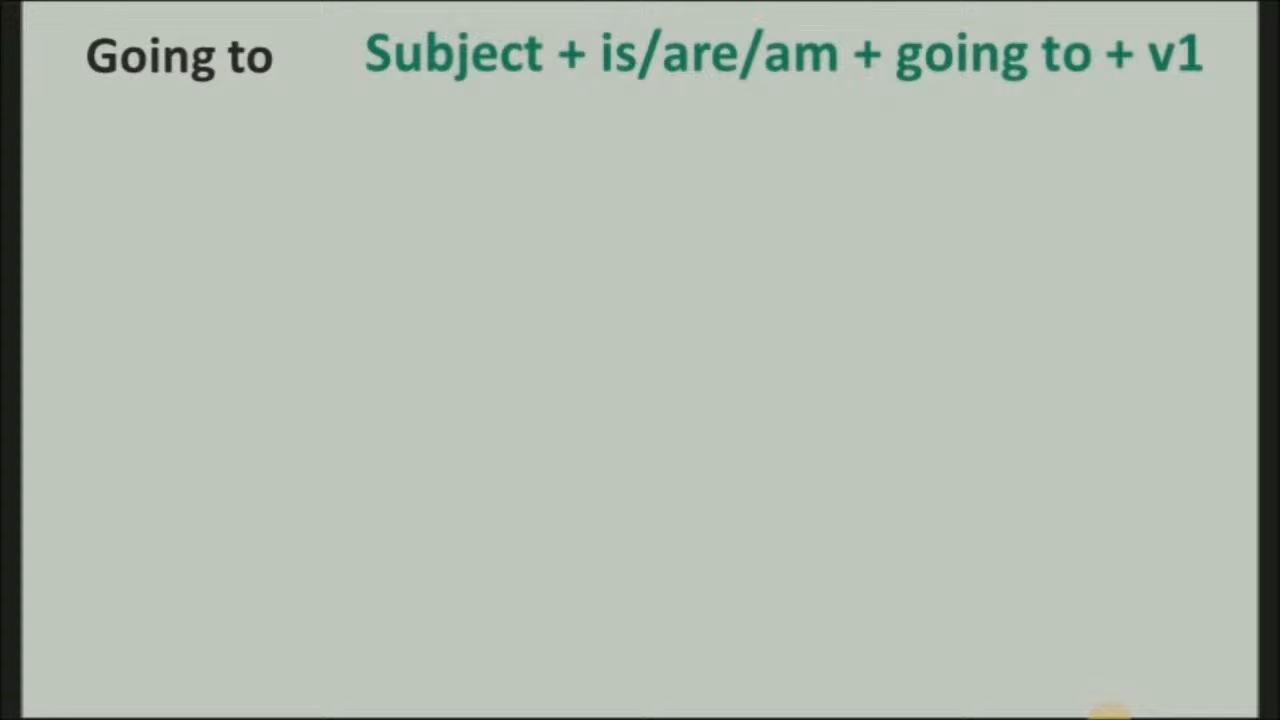 Going to Subject + is/are/am + going to + v1